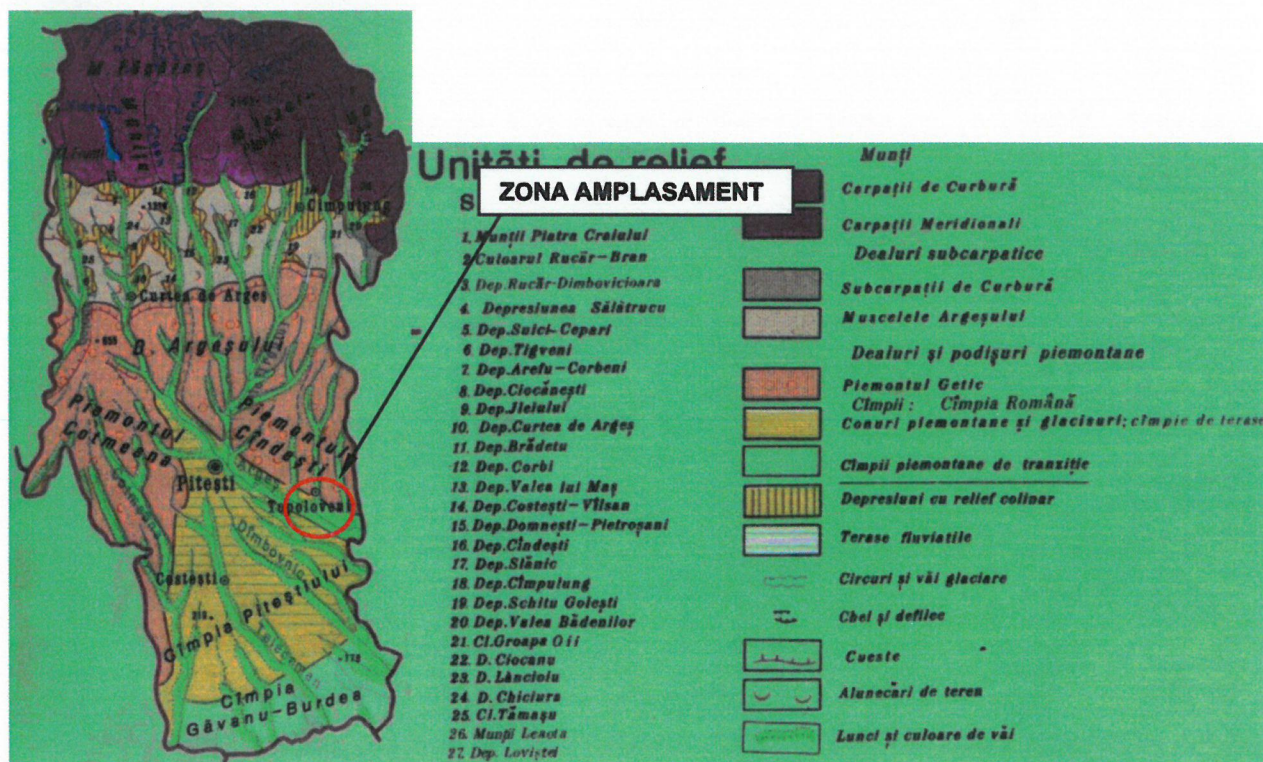 M. Făgăraș
Cîmpulung
Curtea de Argeș
D. Argeșului
Piemontul
Cotmeana
Piemontul
Cîndești
Argeș
Pitești
Topoloveni
Dîmbovnic
Costești
Cîmpia Piteștiului
Teleorman
Cîmpia
Găvanu-Burdea
Unități de relief
ZONA AMPLASAMENT
1. Munții Piatra Craiului
2. Culoarul Rucăr-Bran
3. Dep. Rucăr-Dîmbovicioara
4. Depresiunea Sălătrucu
5. Dep. Suici-Cepari
6. Dep. Tigveni
7. Dep. Arefu-Corbeni
8. Dep. Ciocănești
9. Dep. Jleiului
10. Dep. Curtea de Argeș
11. Dep. Brădetu
12. Dep. Corbi
13. Dep. Valea lui Maș
14. Dep. Costești-Vîlsan
15. Dep. Domnești-Pietroșani
16. Dep. Cîndești
17. Dep. Slănic
18. Dep. Cîmpulung
19. Dep. Schitu Golești
20. Dep. Valea Bădenilor
21. Cl. Groapa Oii
22. D. Ciocanu
23. D. Lănciolu
24. D. Chiciura
25. Cl. Tămașu
26. Munții Leaota
27. Dep. Loviștei
Munți
Carpații de Curbură
Carpații Meridionali
Dealuri subcarpatice
Subcarpații de Curbură
Muscelele Argeșului
Dealuri și podișuri piemontane
Piemontul Getic
Cîmpii: Cîmpia Română
Conuri piemontane și glacisuri; cîmpie de terase
Cîmpii piemontane de tranziție
Depresiuni cu relief colinar
Terase fluviatile
Circuri și văi glaciare
Chei și defilee
Cueste
Alunecări de teren
Lunci și culoare de văi